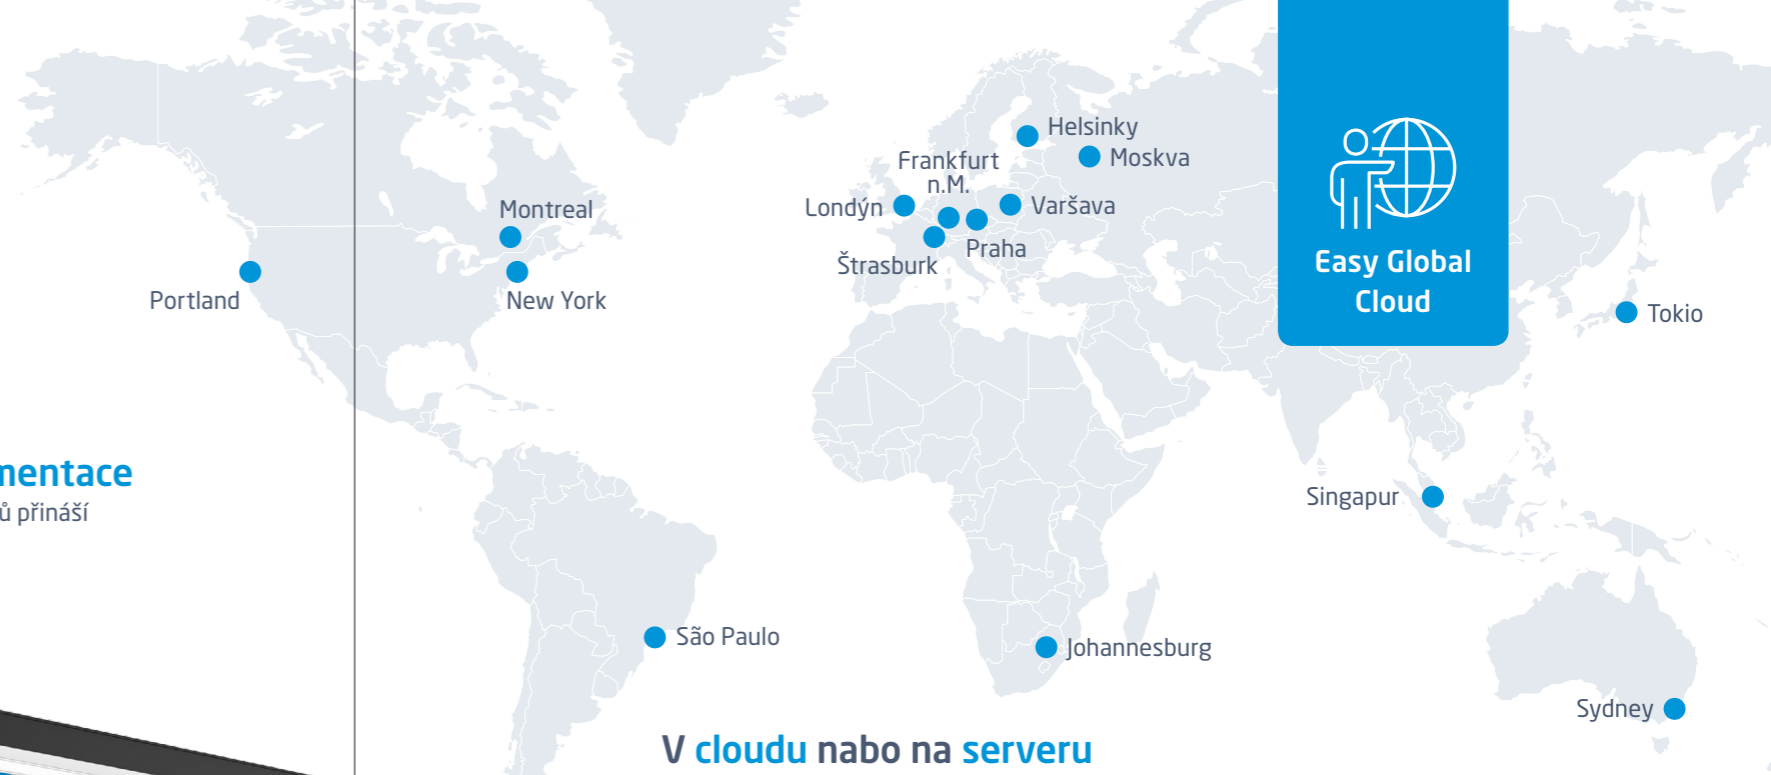 Helsinky
Moskva
Frankfurt
n.M.
Londýn
Varšava
Praha
Štrasburk
Montreal
New York
Portland
Easy Global
Cloud
Tokio
mentace
ů přináší
Singapur
São Paulo
Johannesburg
Sydney
V cloudu nabo na serveru